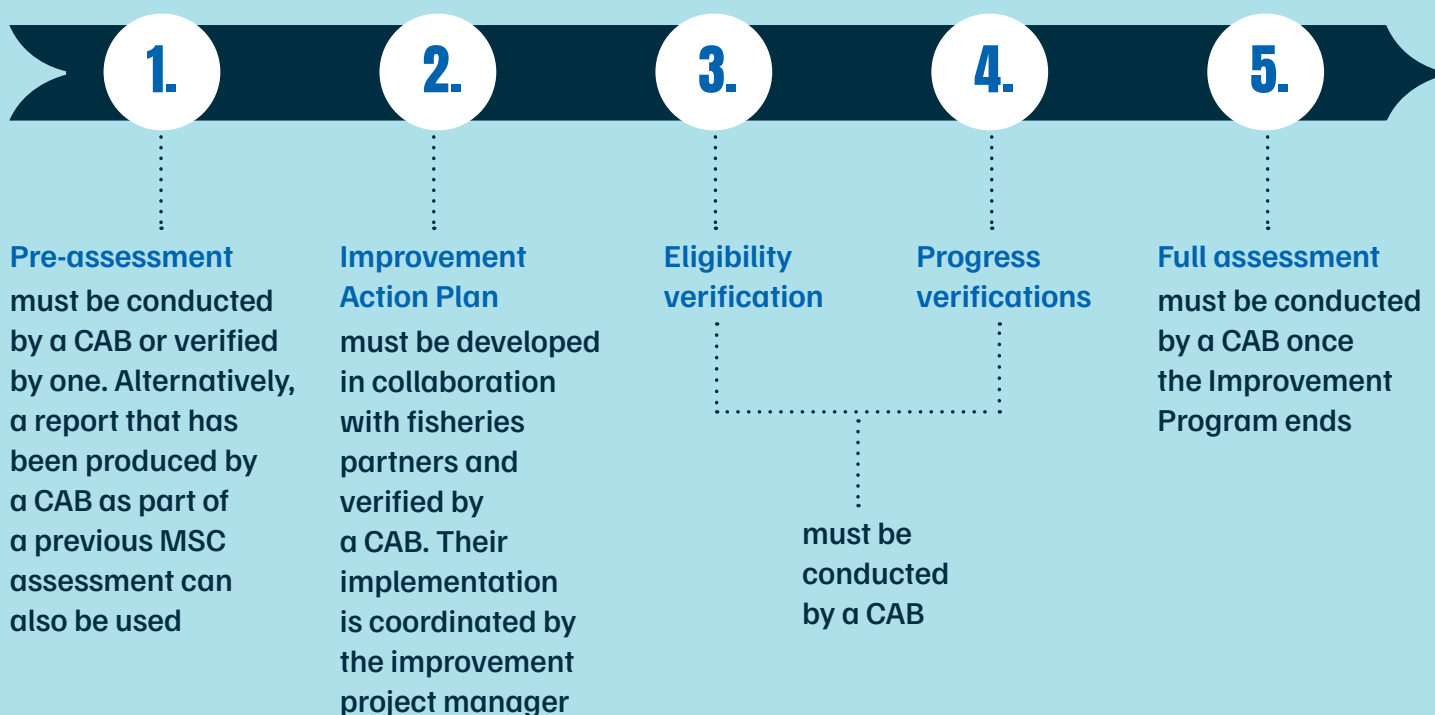 1.
2.
3.
4.
5.
Pre-assessment
must be conducted
by a CAB or verified
by one. Alternatively,
a report that has
been produced by
a CAB as part of
a previous MSC
assessment can
also be used
Improvement
Action Plan
must be developed
in collaboration
with fisheries
partners and
verified by
a CAB. Their
implementation
is coordinated by
the improvement
project manager
Eligibility
verification
Progress
verifications
must be
conducted
by a CAB
Full assessment
must be conducted
by a CAB once
the Improvement
Program ends